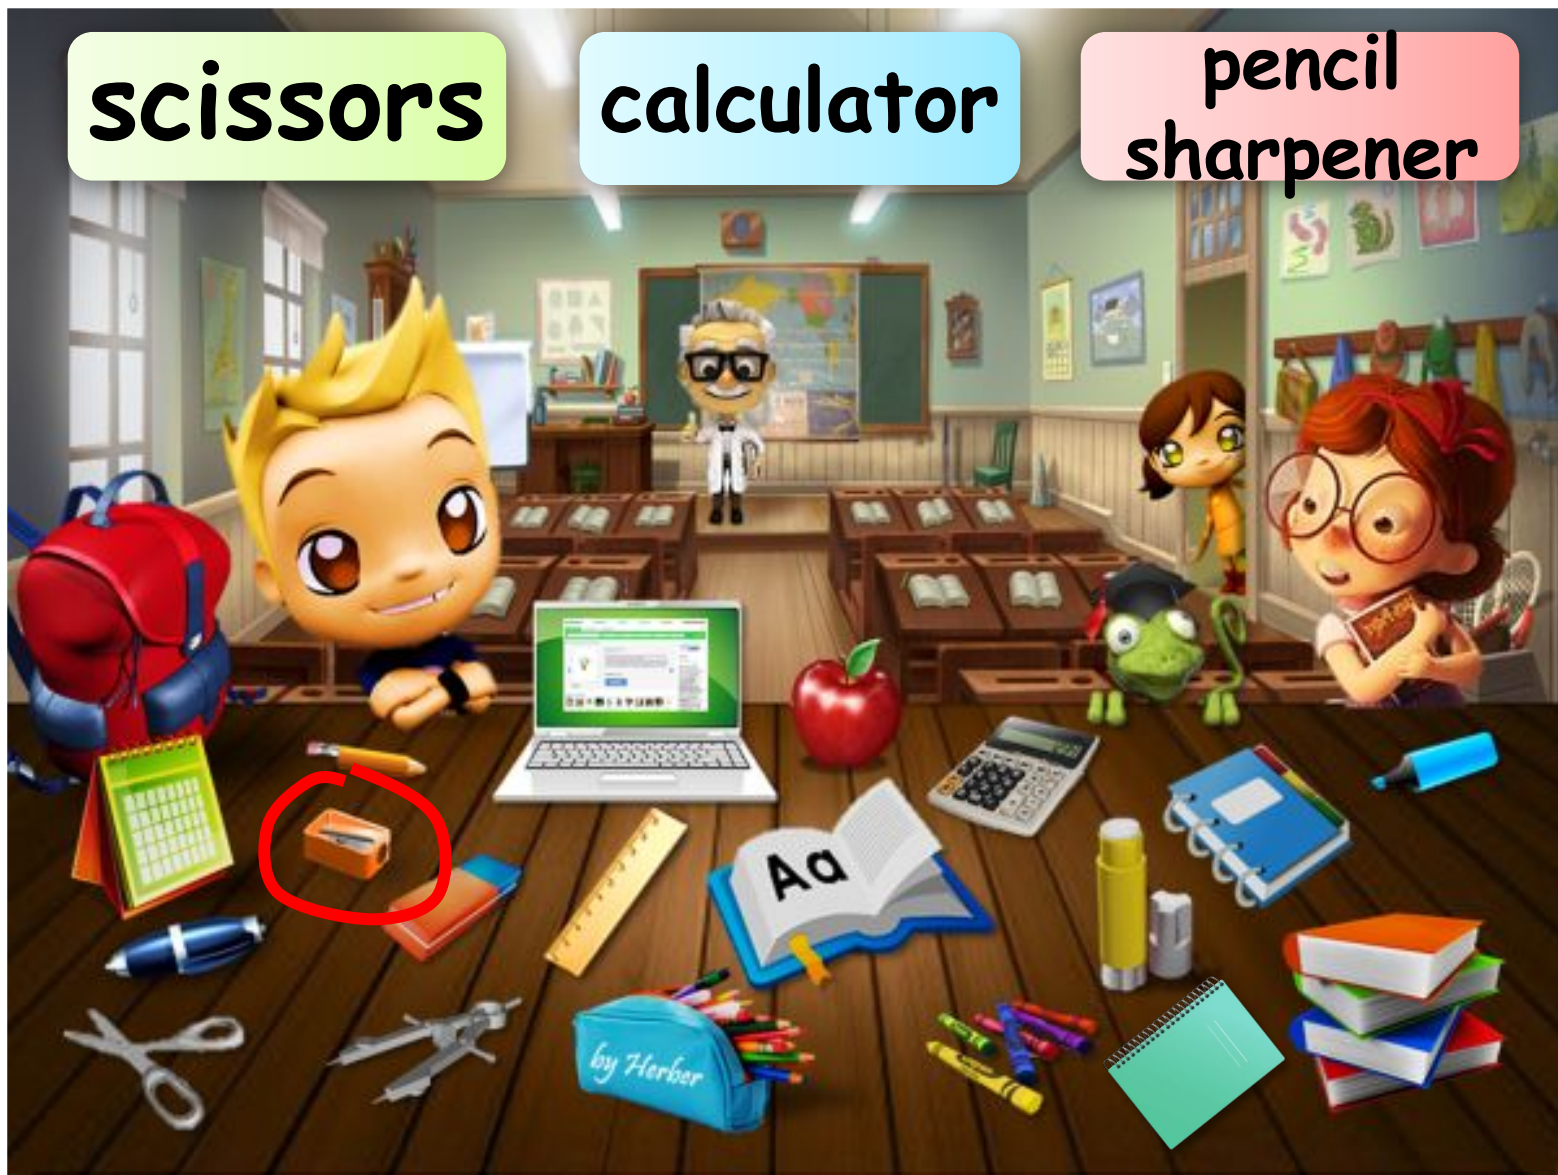 scissors
calculator
pencil
sharpener
Aa
by Herber